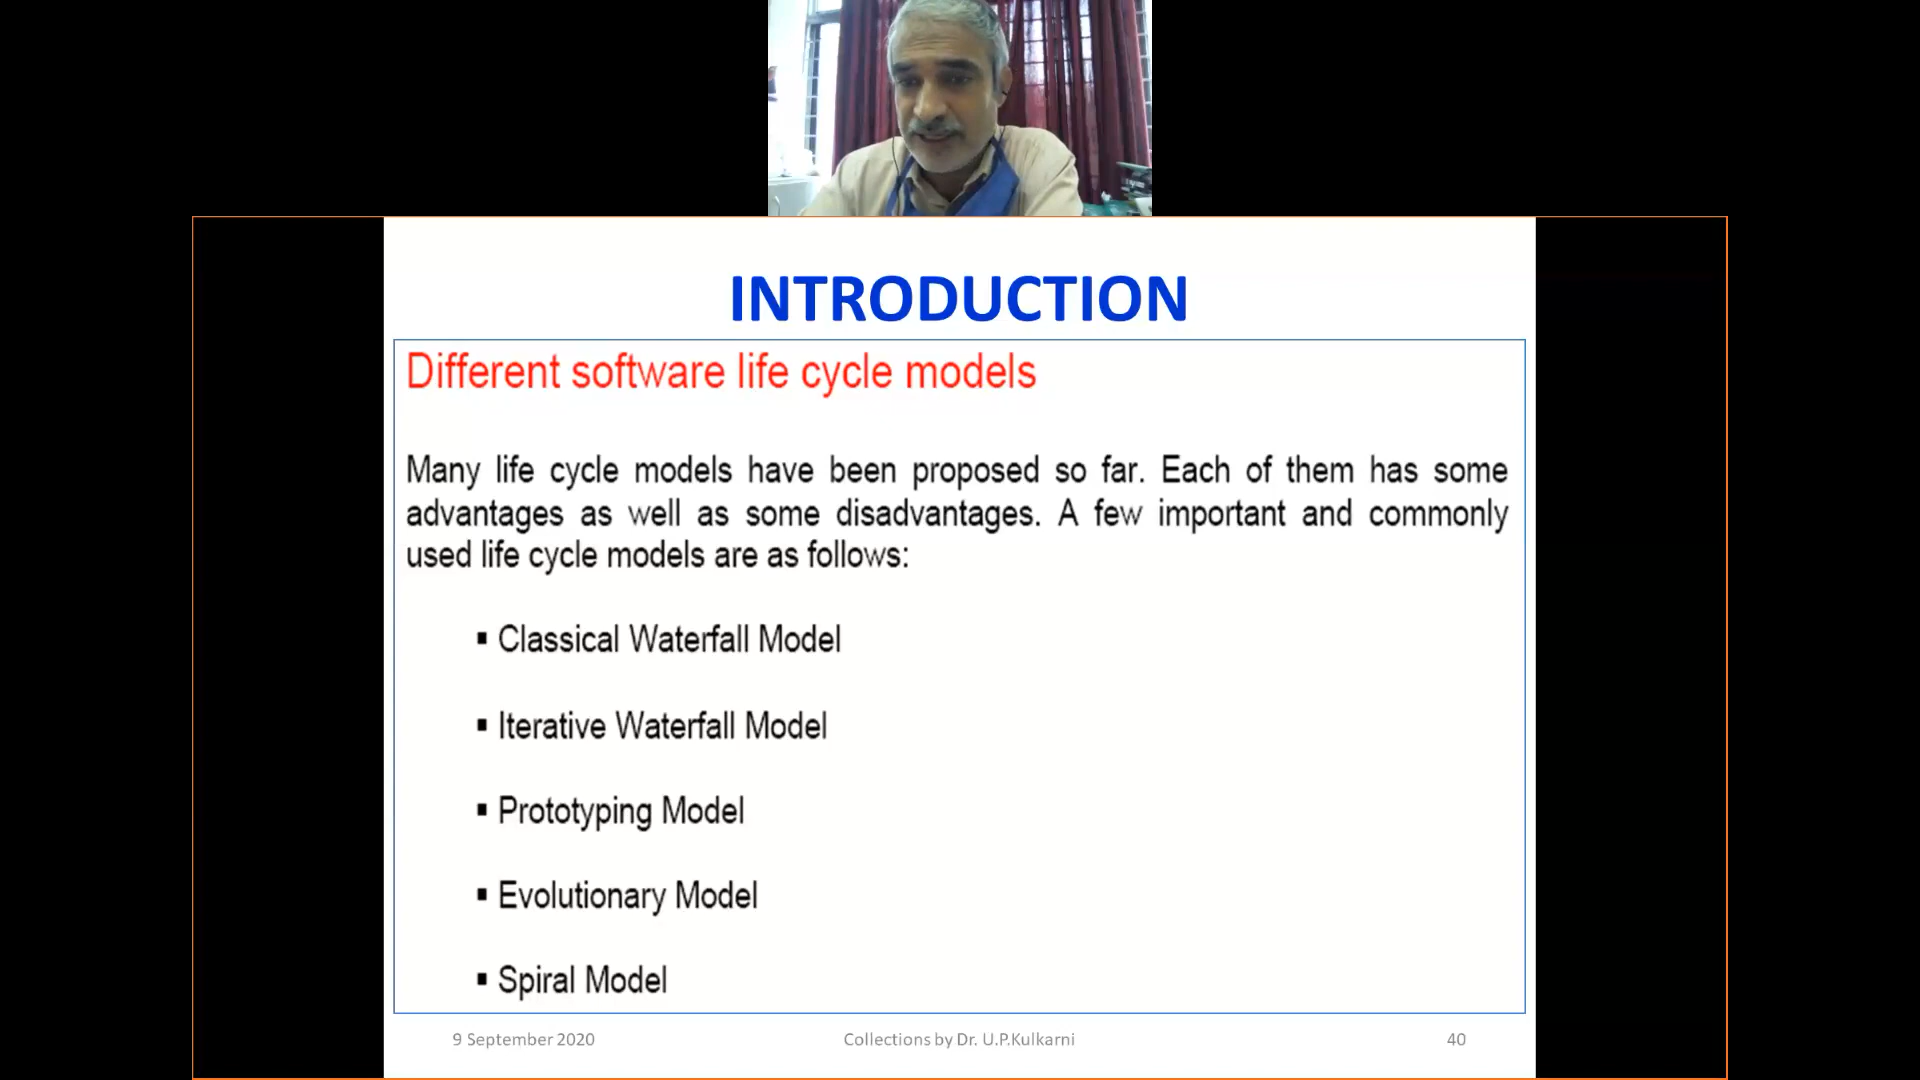 INTRODUCTION
Different software life cycle models
Many life cycle models have been proposed so far. Each of them has some
advantages as well as some disadvantages. A few important and commonly
used life cycle models are as follows:
▪ Classical Waterfall Model
▪ Iterative Waterfall Model
▪ Prototyping Model
▪ Evolutionary Model
▪ Spiral Model
9 September 2020 Collections by Dr. U.P.Kulkarni 40